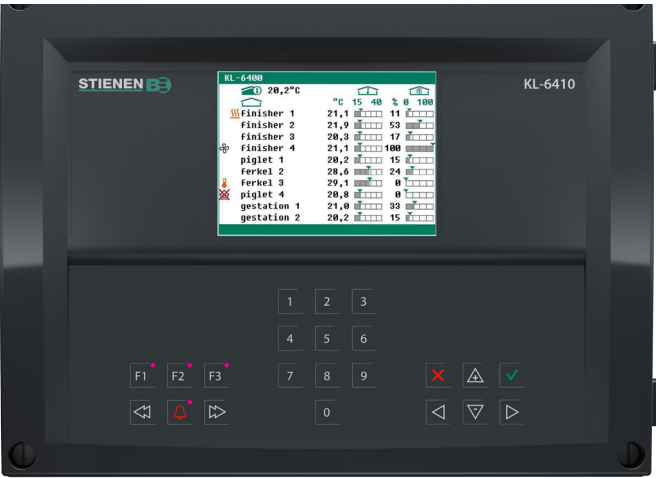 STIENEN BE
KL-6410
KL-6400
20,2°C
°C 15 40 % 0 100
finisher 1 21,1 11
finisher 2 21,9 53
finisher 3 20,3 17
finisher 4 21,1 100
piglet 1 20,2 15
ferkel 2 28,6 24
ferkel 3 29,1 0
piglet 4 20,8 0
gestation 1 21,0 33
gestation 2 20,2 15
1 2 3
4 5 6
F1 F2 F3 7 8 9
0